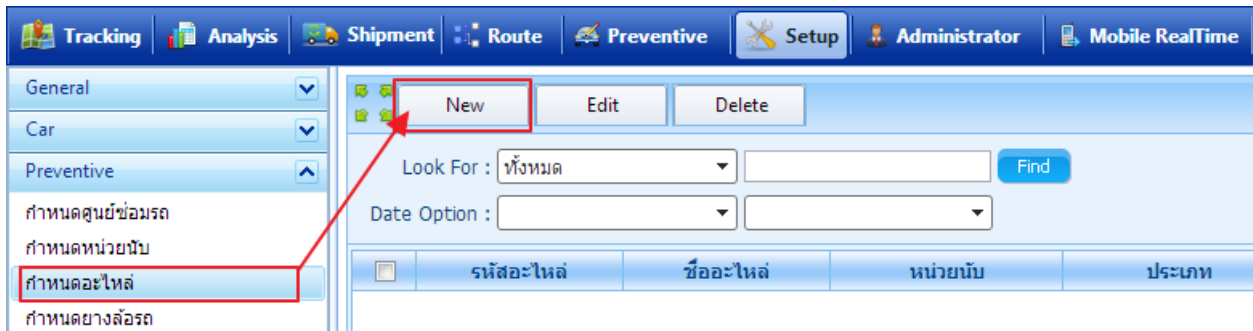 Tracking Analysis Shipment Route Preventive Setup Administrator Mobile RealTime
General
Car
Preventive
กำหนดศูนย์ซ่อมรถ
กำหนดหน่วยนับ
กำหนดอะไหล่
กำหนดยางล้อรถ
New Edit Delete
Look For : ทั้งหมด Find
Date Option :
รหัสอะไหล่ ชื่ออะไหล่ หน่วยนับ ประเภท